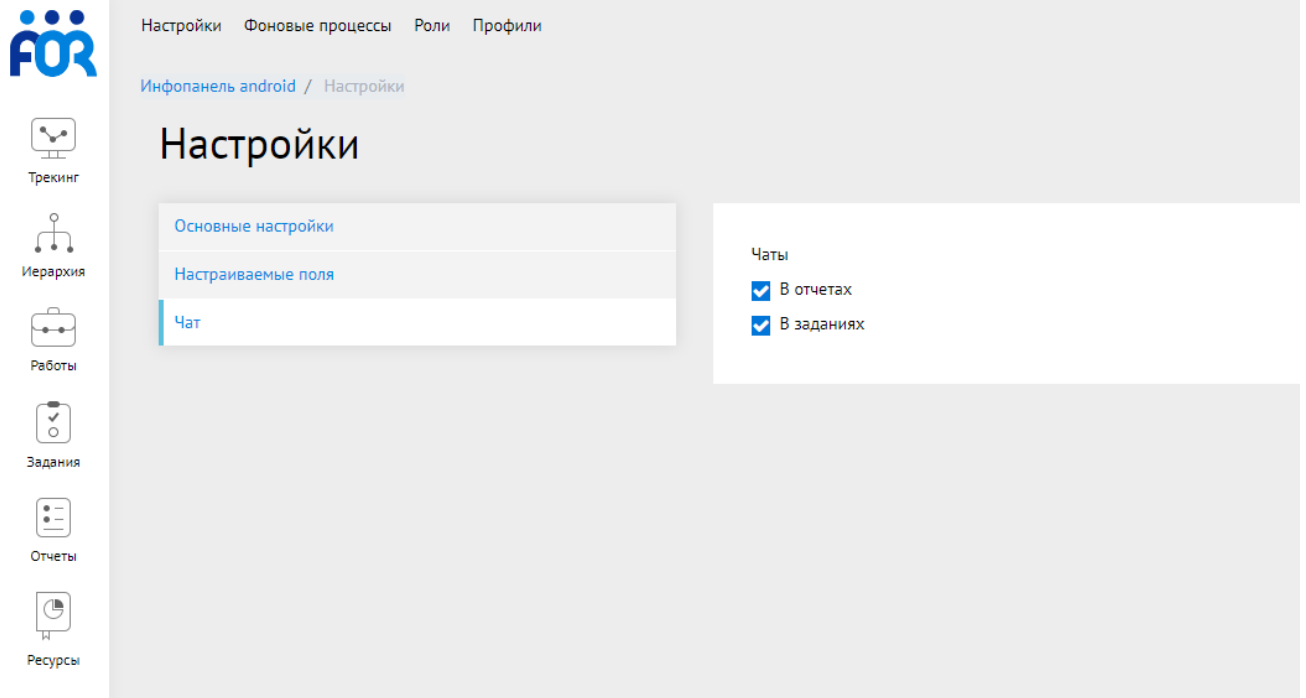 FOR
Настройки Фоновые процессы Роли Профили
Инфопанель android / Настройки
Настройки
Трекинг
Иерархия
Работы
Задания
Отчеты
Ресурсы
Основные настройки
Настраиваемые поля
Чат
Чаты
В отчетах
В заданиях